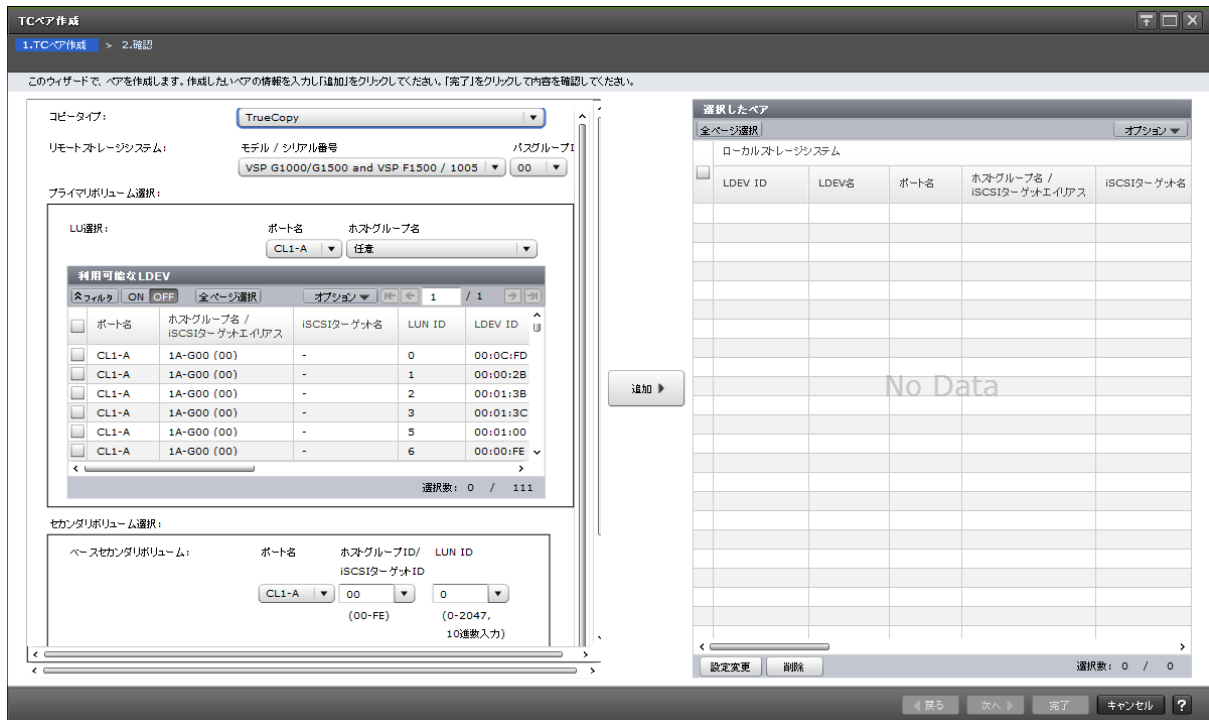 TCペア作成
1.TCペア作成 > 2.確認
このウィザードで、ペアを作成します。作成したいペアの情報を入力し「追加」をクリックしてください。「完了」をクリックして内容を確認してください。
コピータイプ:
TrueCopy
リモートストレージシステム:
モデル / シリアル番号
パスグループI
VSP G1000/G1500 and VSP F1500 / 1005
00
プライマリボリューム選択:
LU選択:
ポート名
ホストグループ名
CL1-A
任意
利用可能なLDEV
フィルタ ON OFF 全ページ選択 オプション 1 / 1
ポート名
ホストグループ名 /
iSCSIターゲットエイリアス
iSCSIターゲット名
LUN ID
LDEV ID
CL1-A 1A-G00 (00) - 0 00:0C:FD
CL1-A 1A-G00 (00) - 1 00:00:2B
CL1-A 1A-G00 (00) - 2 00:01:3B
CL1-A 1A-G00 (00) - 3 00:01:3C
CL1-A 1A-G00 (00) - 5 00:01:00
CL1-A 1A-G00 (00) - 6 00:00:FE
選択数: 0 / 111
セカンダリボリューム選択:
ベースセカンダリボリューム:
ポート名
ホストグループID/
iSCSIターゲットID
LUN ID
CL1-A
00
0
(00-FE)
(0-2047,
10進数入力)
追加
選択したペア
全ページ選択
オプション
ローカルストレージシステム
LDEV ID
LDEV名
ポート名
ホストグループ名 /
iSCSIターゲットエイリアス
iSCSIターゲット名
No Data
設定変更
削除
選択数: 0 / 0
戻る
次へ
完了
キャンセル
?